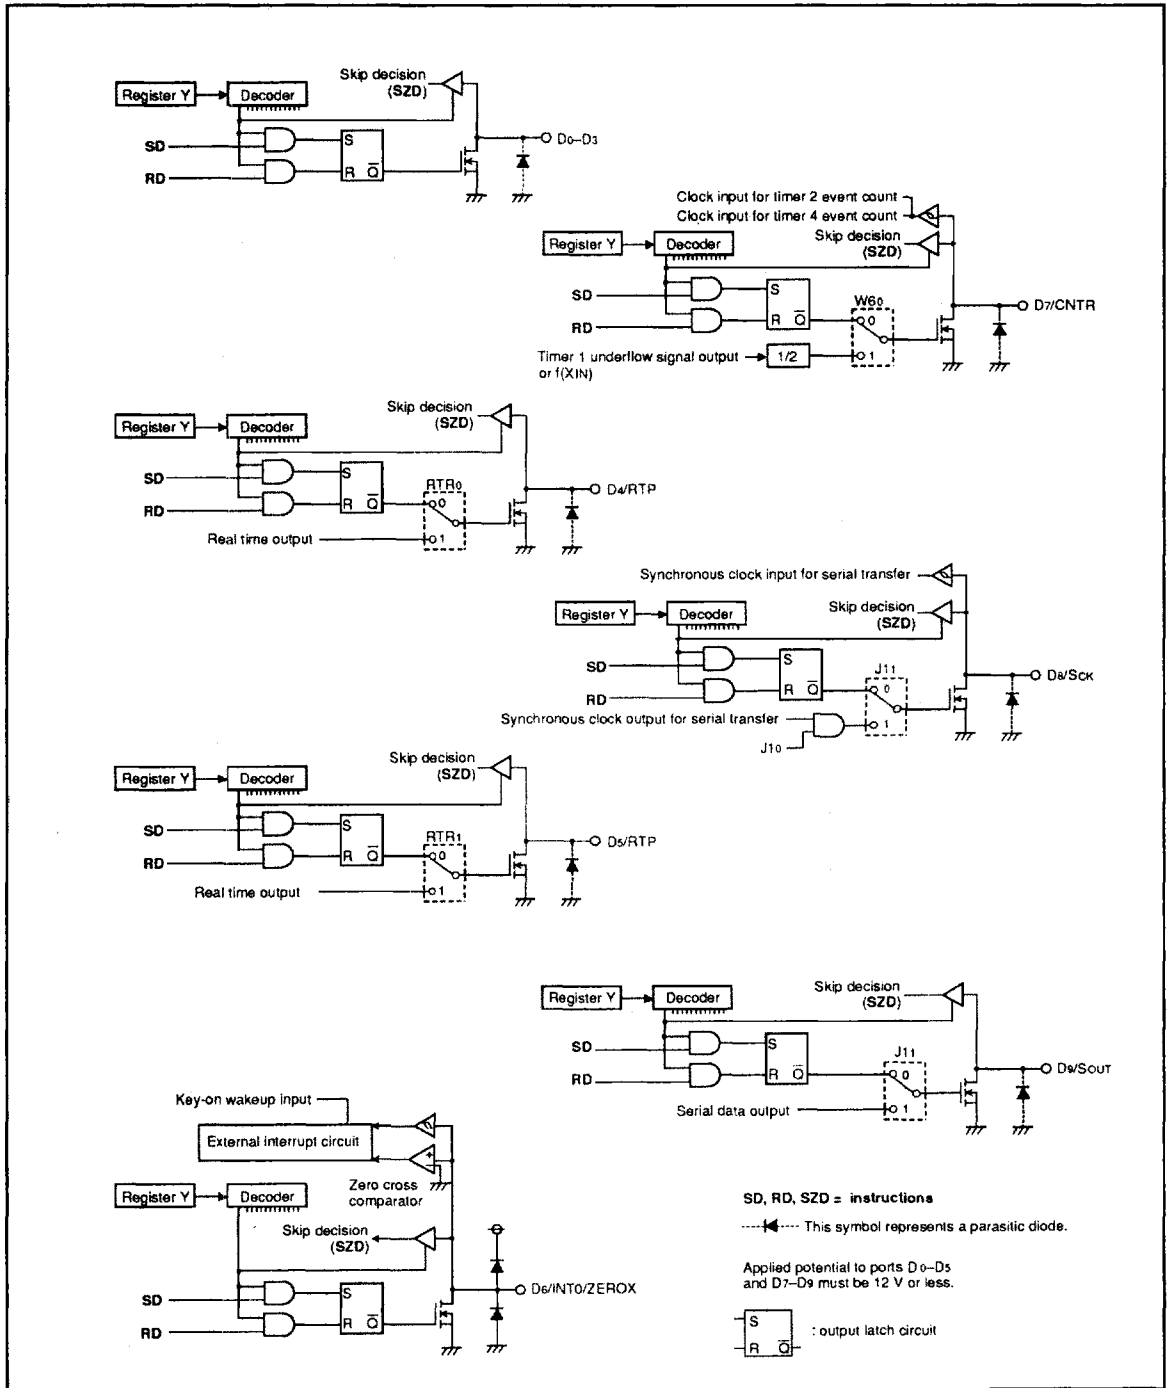 Skip decision
(SZD)
Register Y
Decoder
SD
RD
S
R Q̅
D0–D3
Clock input for timer 2 event count
Clock input for timer 4 event count
Skip decision
(SZD)
Register Y
Decoder
SD
RD
S
R Q̅
W60
0
1
D7/CNTR
Timer 1 underflow signal output
or f(XIN)
1/2
Skip decision
(SZD)
Register Y
Decoder
SD
RD
S
R Q̅
RTR0
0
1
D4/RTP
Real time output
Synchronous clock input for serial transfer
Skip decision
(SZD)
Register Y
Decoder
SD
RD
S
R Q̅
J11
0
1
D8/SCK
Synchronous clock output for serial transfer
J10
Skip decision
(SZD)
Register Y
Decoder
SD
RD
S
R Q̅
RTR1
0
1
D5/RTP
Real time output
Skip decision
(SZD)
Register Y
Decoder
SD
RD
S
R Q̅
J11
0
1
D9/SOUT
Serial data output
Key-on wakeup input
External interrupt circuit
+
−
Zero cross
comparator
Register Y
Decoder
Skip decision
(SZD)
SD
RD
S
R Q̅
D6/INT0/ZEROX
SD, RD, SZD = instructions
This symbol represents a parasitic diode.
Applied potential to ports D0–D5
and D7–D9 must be 12 V or less.
S
R Q̅
: output latch circuit